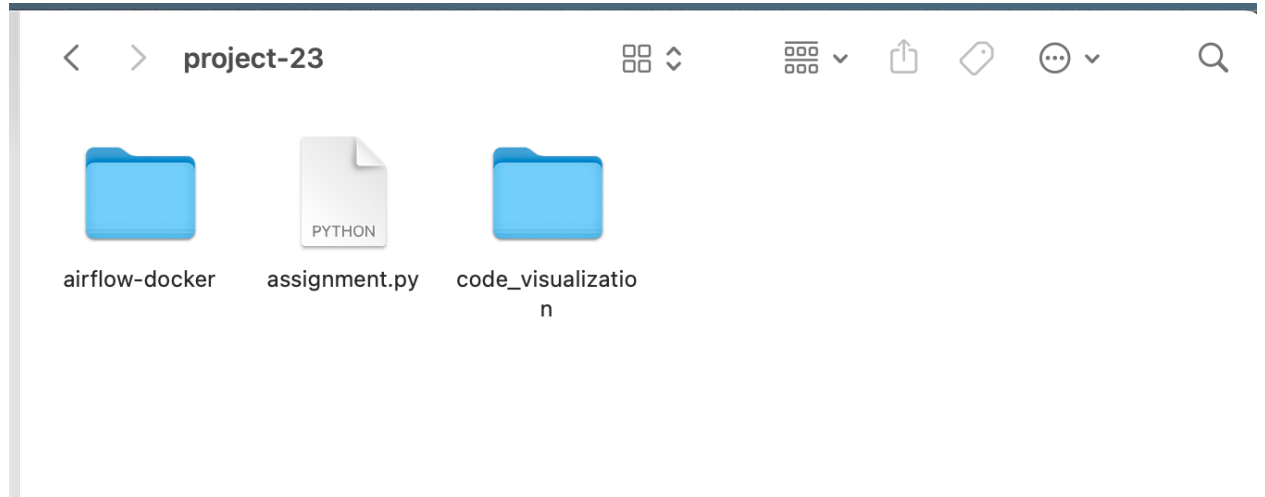 project-23
PYTHON
airflow-docker
assignment.py
code_visualizatio
n